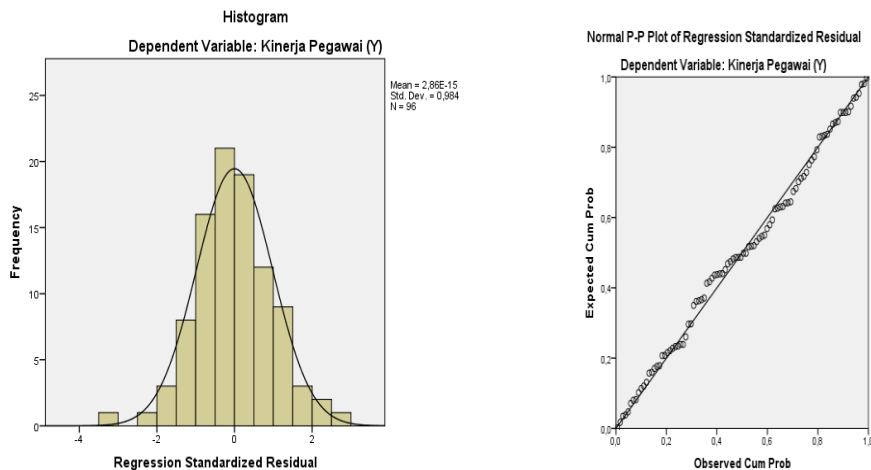 Histogram
Dependent Variable: Kinerja Pegawai (Y)
Mean = 2,86E-15
Std. Dev. = 0,984
N = 96
Frequency
25
20
15
10
5
0
-4
-2
0
2
Regression Standardized Residual
Normal P-P Plot of Regression Standardized Residual
Dependent Variable: Kinerja Pegawai (Y)
Expected Cum Prob
1,0
0,8
0,6
0,4
0,2
0,0
0,0
0,2
0,4
0,6
0,8
1,0
Observed Cum Prob